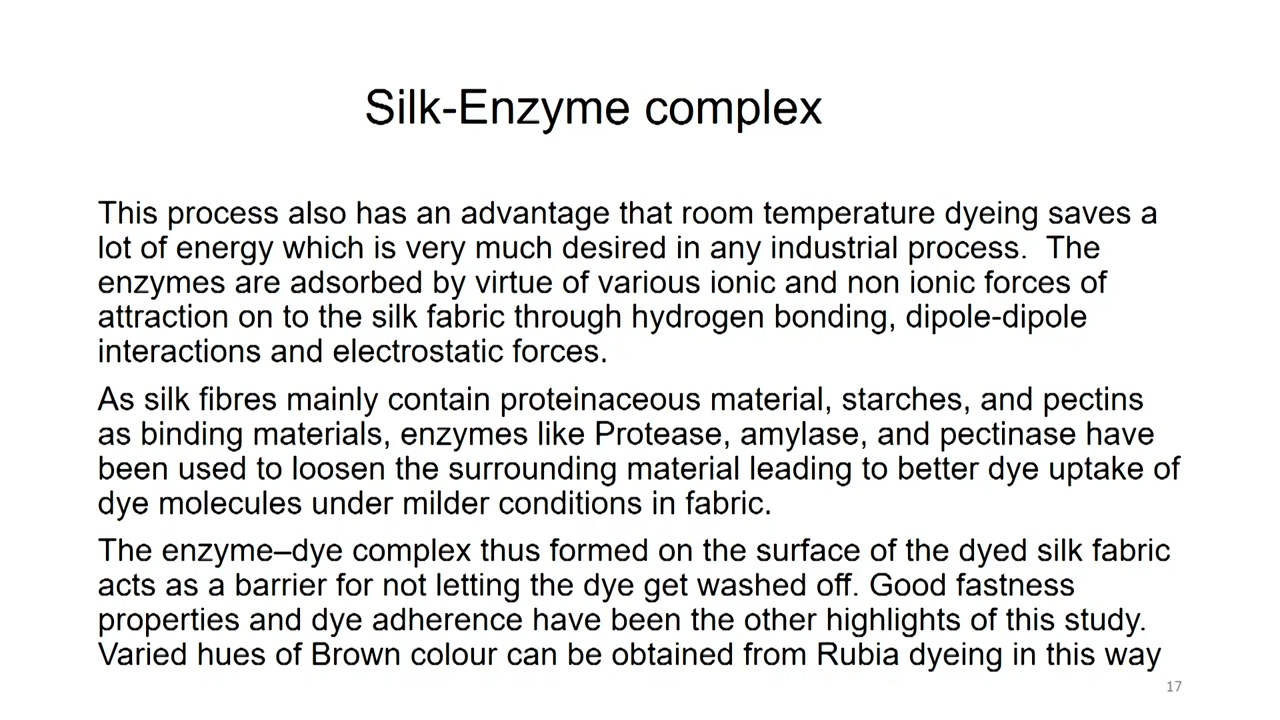 Silk-Enzyme complex
This process also has an advantage that room temperature dyeing saves a
lot of energy which is very much desired in any industrial process.  The
enzymes are adsorbed by virtue of various ionic and non ionic forces of
attraction on to the silk fabric through hydrogen bonding, dipole-dipole
interactions and electrostatic forces.
As silk fibres mainly contain proteinaceous material, starches, and pectins
as binding materials, enzymes like Protease, amylase, and pectinase have
been used to loosen the surrounding material leading to better dye uptake of
dye molecules under milder conditions in fabric.
The enzyme–dye complex thus formed on the surface of the dyed silk fabric
acts as a barrier for not letting the dye get washed off. Good fastness
properties and dye adherence have been the other highlights of this study.
Varied hues of Brown colour can be obtained from Rubia dyeing in this way
17